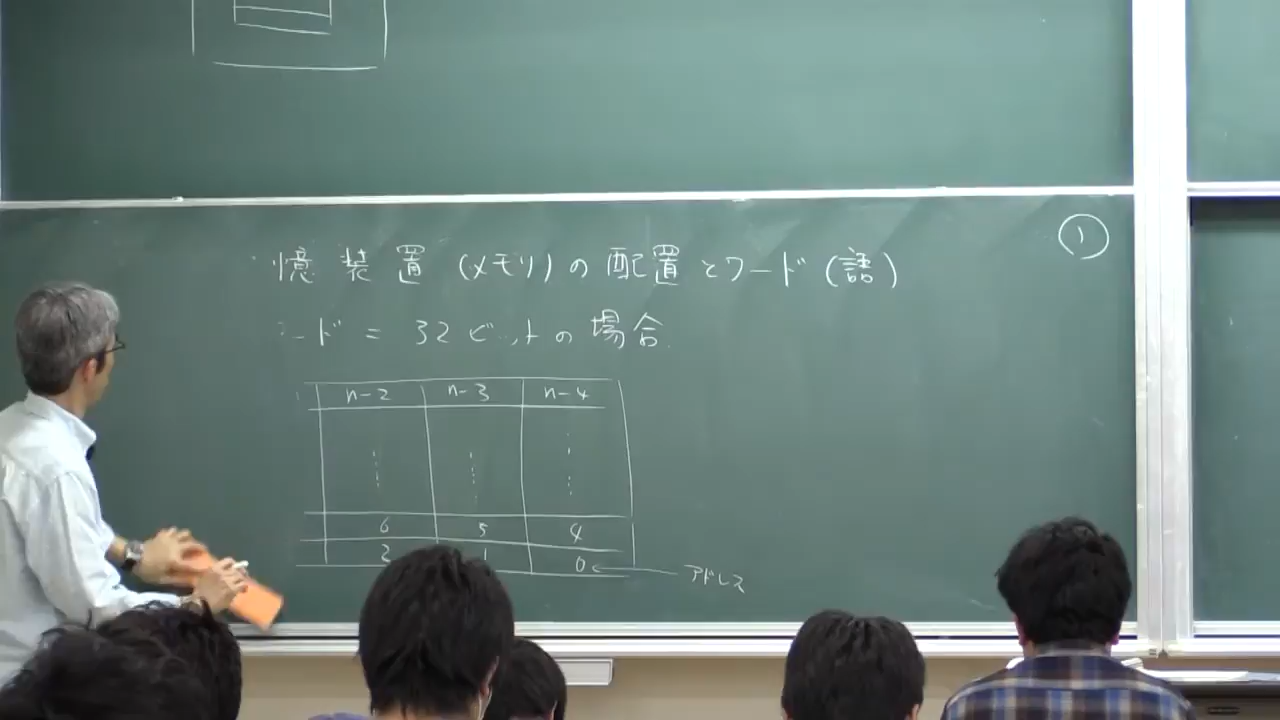 ①
憶装置(メモリ)の配置とワード(語)
ード = 32ビットの場合
n-2 n-3 n-4
6 5 4
2 1 0 ← アドレス